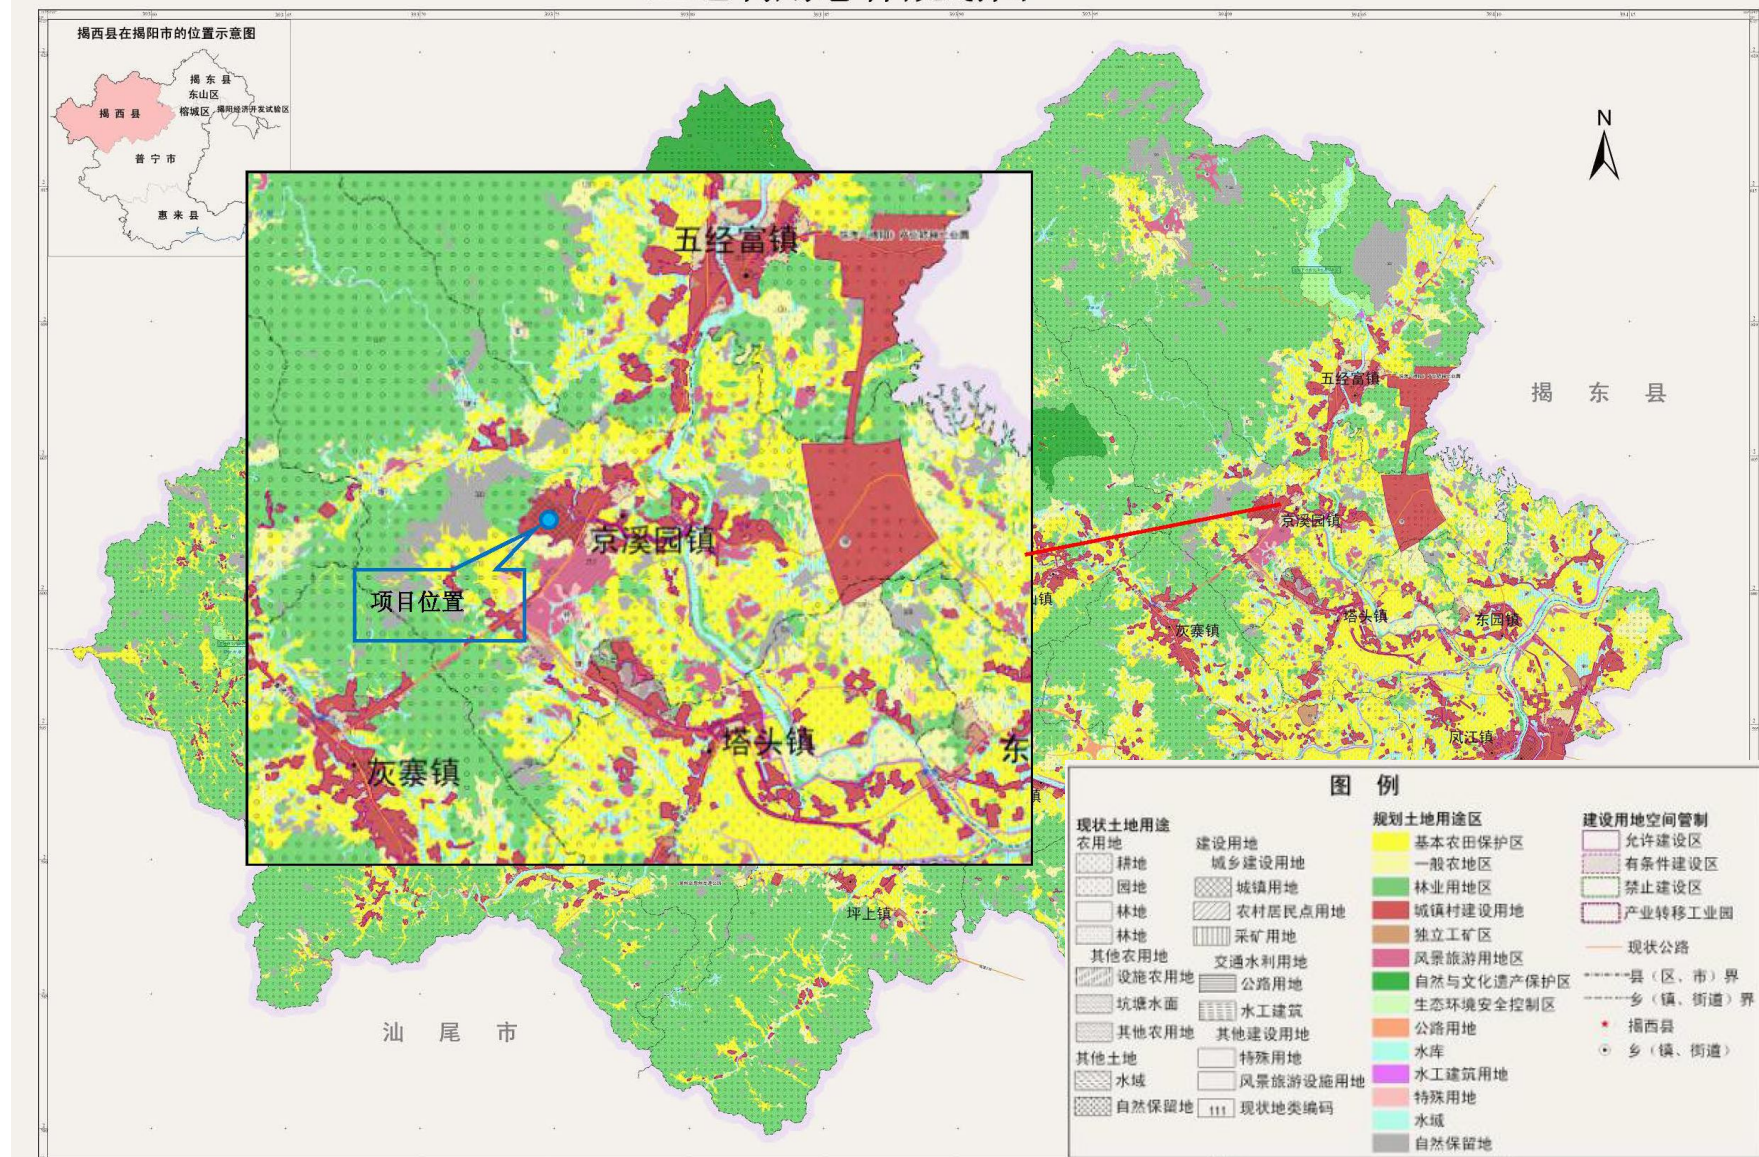 揭西县在揭阳市的位置示意图
揭东县
东山区
揭西县
榕城区
揭阳经济开发试验区
普宁市
惠来县
N
五经富镇
京溪园镇
项目位置
灰寨镇
塔头镇
东
五经富镇
揭 东 县
京溪园镇
灰寨镇
塔头镇
东园镇
凤江镇
镇
坪上镇
汕 尾 市
图 例
现状土地用途
农用地
耕地
园地
林地
林地
其他农用地
设施农用地
坑塘水面
其他农用地
其他土地
水域
自然保留地
建设用地
城乡建设用地
城镇用地
农村居民点用地
采矿用地
交通水利用地
公路用地
水工建筑
其他建设用地
特殊用地
风景旅游设施用地
111 现状地类编码
规划土地用途区
基本农田保护区
一般农地区
林业用地区
城镇村建设用地
独立工矿区
风景旅游用地区
自然与文化遗产保护区
生态环境安全控制区
公路用地
水库
水工建筑用地
特殊用地
水域
自然保留地
建设用地空间管制
允许建设区
有条件建设区
禁止建设区
产业转移工业园
现状公路
县（区、市）界
乡（镇、街道）界
揭西县
乡（镇、街道）